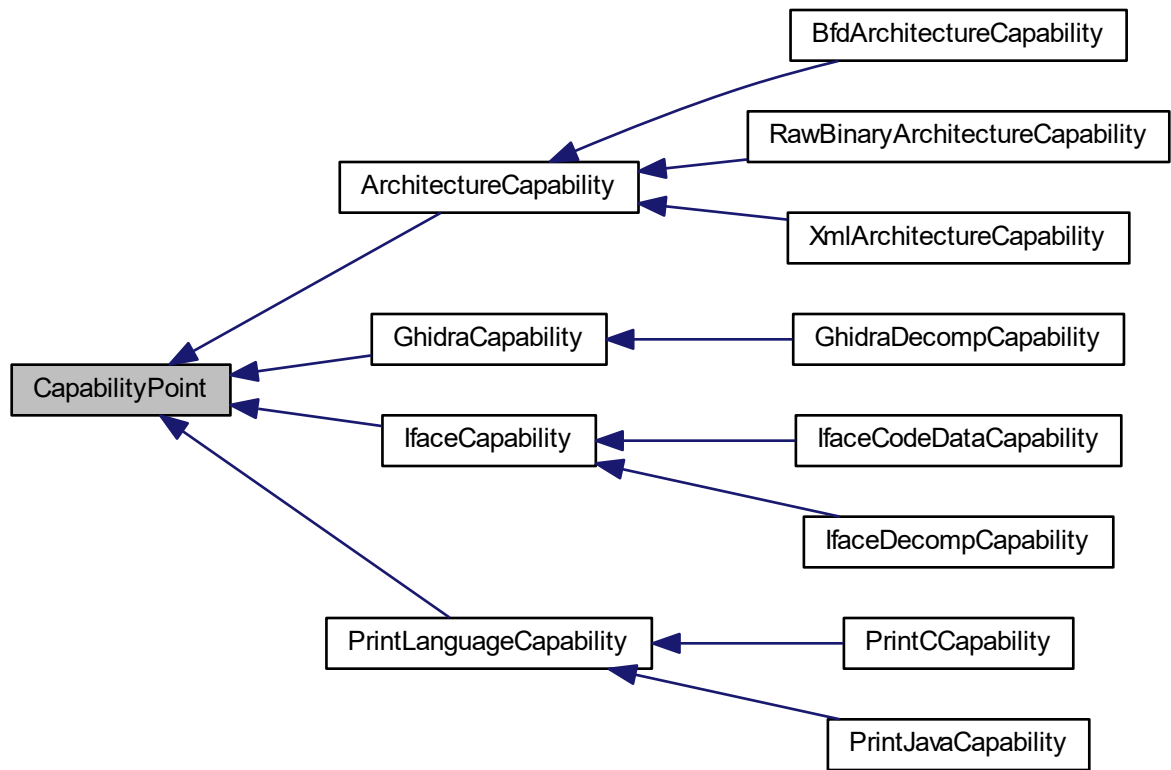 BfdArchitectureCapability
RawBinaryArchitectureCapability
ArchitectureCapability
XmlArchitectureCapability
GhidraCapability
GhidraDecompCapability
CapabilityPoint
IfaceCapability
IfaceCodeDataCapability
IfaceDecompCapability
PrintLanguageCapability
PrintCCapability
PrintJavaCapability